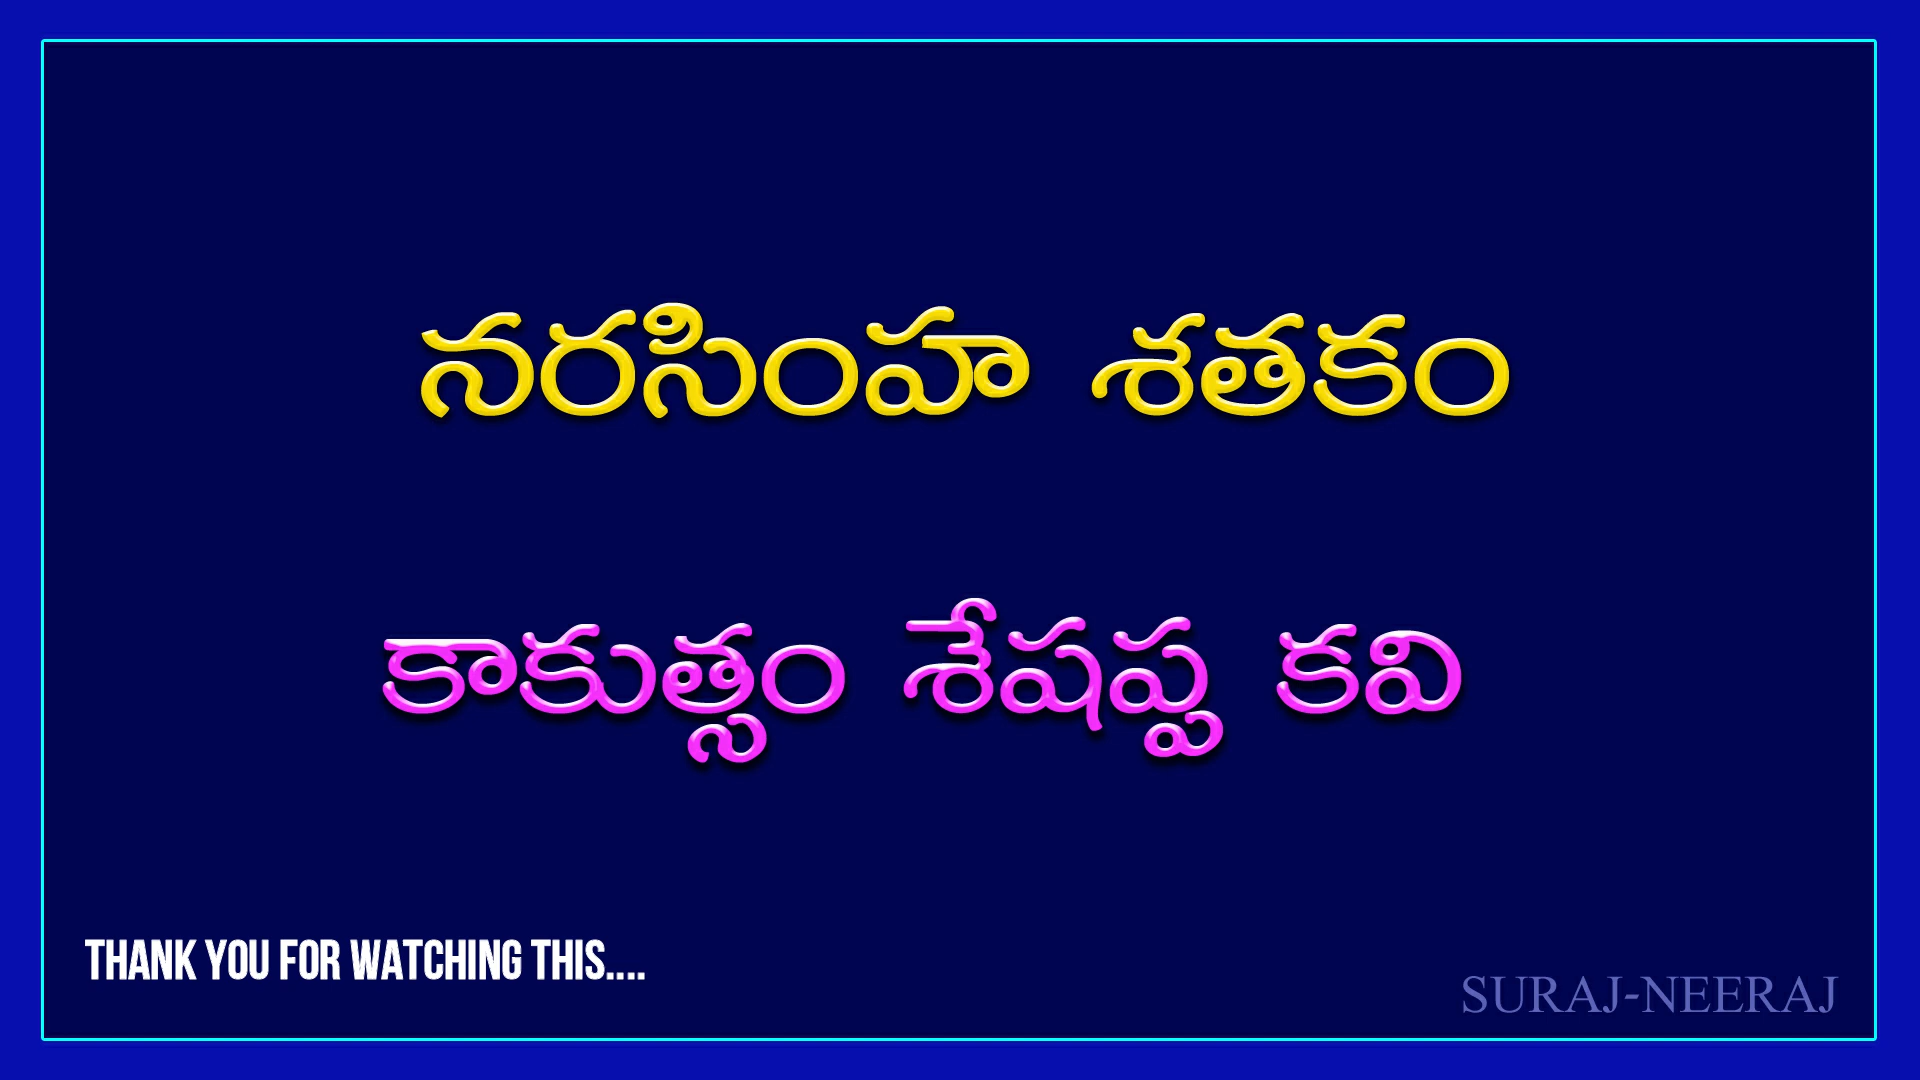 నరసింహ శతకం
కాకుత్సం శేషప్ప కవి
THANK YOU FOR WATCHING THIS....
SURAJ-NEERAJ